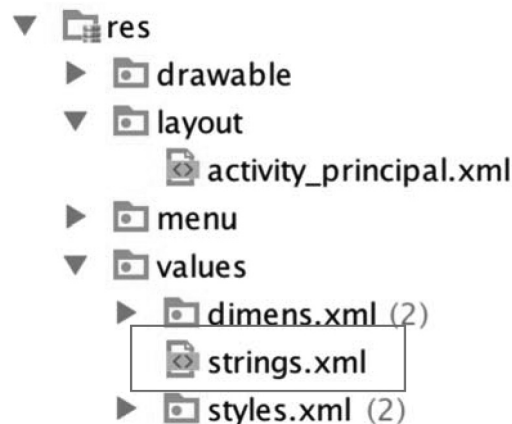 res
drawable
layout
activity_principal.xml
menu
values
dimens.xml (2)
strings.xml
styles.xml (2)